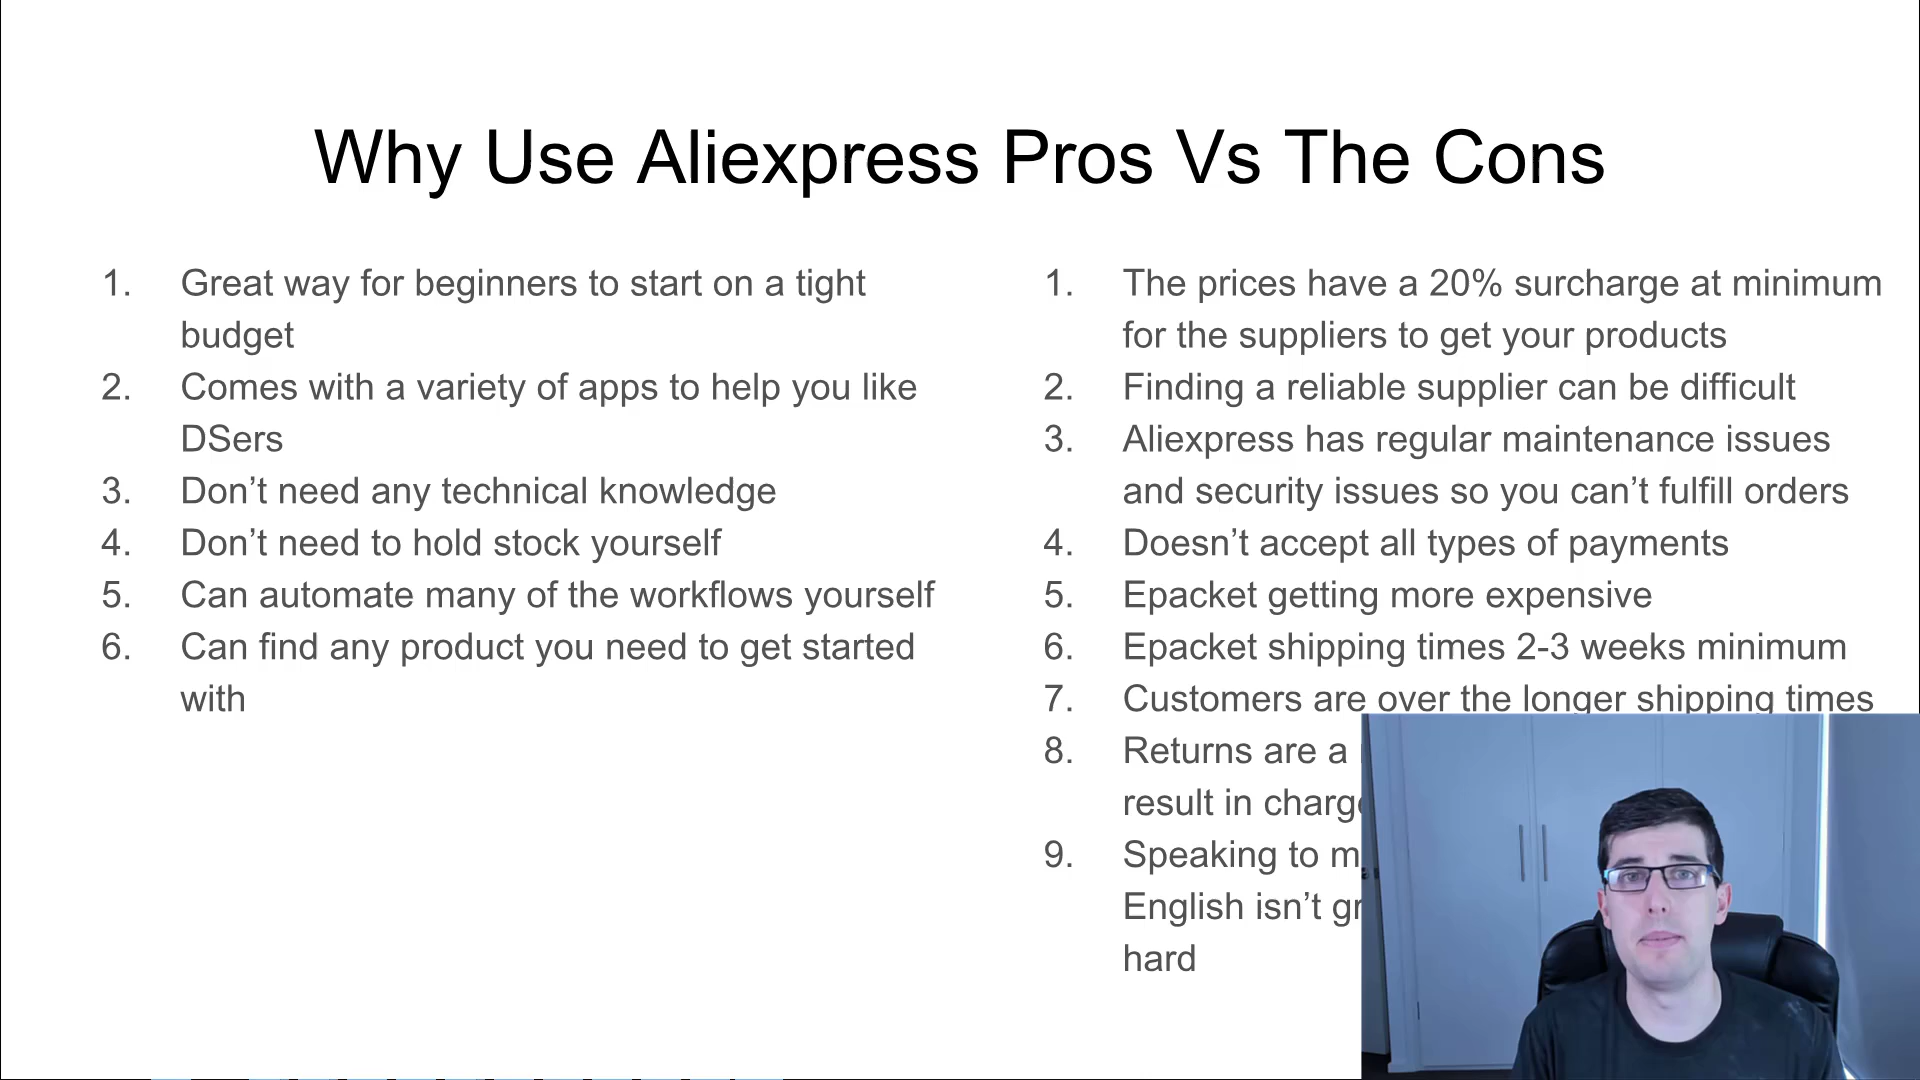 Why Use Aliexpress Pros Vs The Cons
1. Great way for beginners to start on a tight
budget
2. Comes with a variety of apps to help you like
DSers
3. Don’t need any technical knowledge
4. Don’t need to hold stock yourself
5. Can automate many of the workflows yourself
6. Can find any product you need to get started
with
1. The prices have a 20% surcharge at minimum
for the suppliers to get your products
2. Finding a reliable supplier can be difficult
3. Aliexpress has regular maintenance issues
and security issues so you can’t fulfill orders
4. Doesn’t accept all types of payments
5. Epacket getting more expensive
6. Epacket shipping times 2-3 weeks minimum
7. Customers are over the longer shipping times
8. Returns are a
result in
9. Speaking to
English isn’t
hard